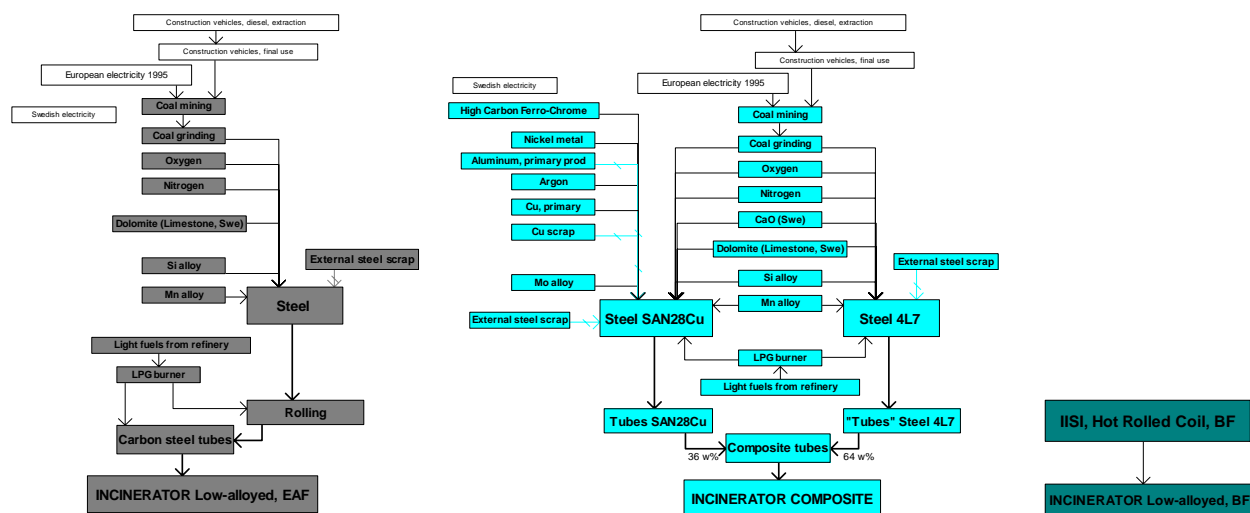 Construction vehicles, diesel, extraction
Construction vehicles, final use
European electricity 1995
Swedish electricity
Coal mining
Coal grinding
Oxygen
Nitrogen
Dolomite (Limestone, Swe)
External steel scrap
Si alloy
Mn alloy
Steel
Light fuels from refinery
LPG burner
Rolling
Carbon steel tubes
INCINERATOR Low-alloyed, EAF
Construction vehicles, diesel, extraction
Construction vehicles, final use
European electricity 1995
Swedish electricity
High Carbon Ferro-Chrome
Nickel metal
Aluminum, primary prod
Argon
Cu, primary
Cu scrap
Mo alloy
External steel scrap
Coal mining
Coal grinding
Oxygen
Nitrogen
CaO (Swe)
Dolomite (Limestone, Swe)
Si alloy
Mn alloy
External steel scrap
Steel SAN28Cu
Steel 4L7
LPG burner
Light fuels from refinery
Tubes SAN28Cu
"Tubes" Steel 4L7
36 w%
Composite tubes
64 w%
INCINERATOR COMPOSITE
IISI, Hot Rolled Coil, BF
INCINERATOR Low-alloyed, BF